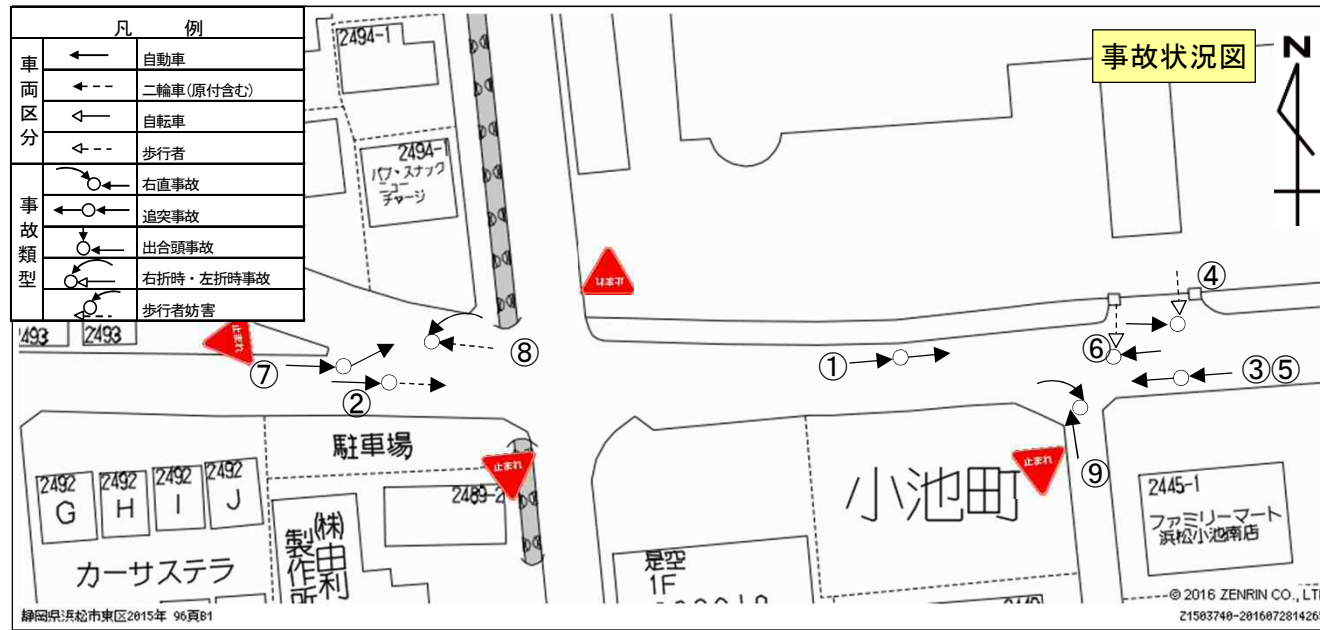 凡 例
車両区分
自動車
二輪車(原付含む)
自転車
歩行者
事故類型
右直事故
追突事故
出合頭事故
右折時・左折時事故
歩行者妨害
事故状況図
N
2494-1
2494-1
パブ・スナック
ニュー
チャージ
止まれ
止まれ
2493
2493
④
⑧
①
⑥
⑦
②
③⑤
駐車場
止まれ
止まれ
⑨
2492
G
2492
H
2492
I
2492
J
2489-2
小池町
2445-1
ファミリーマート
浜松小池南店
カーサステラ
(株)由利
製作所
是空
1F
© 2016 ZENRIN CO., LT
静岡県浜松市東区2015年 96頁B1
Z1503740-2016072814265